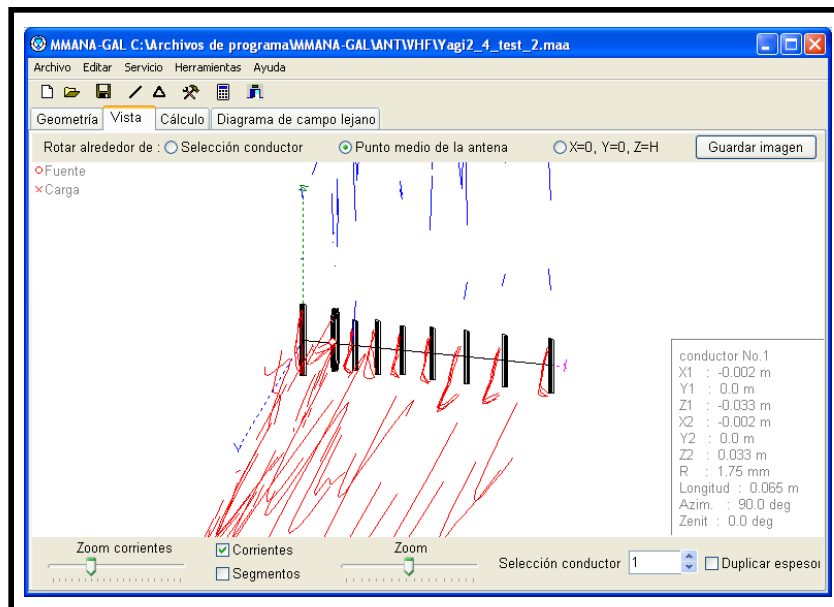 MMANA-GAL C:\Archivos de programa\MMANA-GAL\ANT\VHF\Yagi2_4_test_2.maa
Archivo Editar Servicio Herramientas Ayuda
Geometría Vista Cálculo Diagrama de campo lejano
Rotar alrededor de : Selección conductor Punto medio de la antena X=0, Y=0, Z=H Guardar imagen
Fuente
Carga
conductor No.1
X1 : -0.002 m
Y1 : 0.0 m
Z1 : -0.033 m
X2 : -0.002 m
Y2 : 0.0 m
Z2 : 0.033 m
R : 1.75 mm
Longitud : 0.065 m
Azim. : 90.0 deg
Zenit : 0.0 deg
Zoom corrientes Corrientes Zoom
Segmentos Selección conductor 1 Duplicar espesor